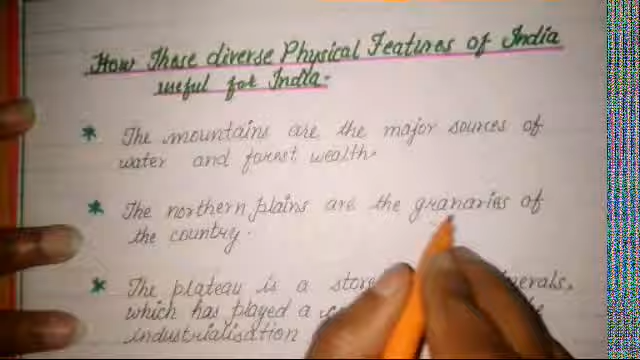 How These diverse Physical Features of India
useful for India.
* The mountains are the major sources of
water and forest wealth.
* The northern plains are the granaries of
the country.
* The plateau is a
which has played a
industrialisation